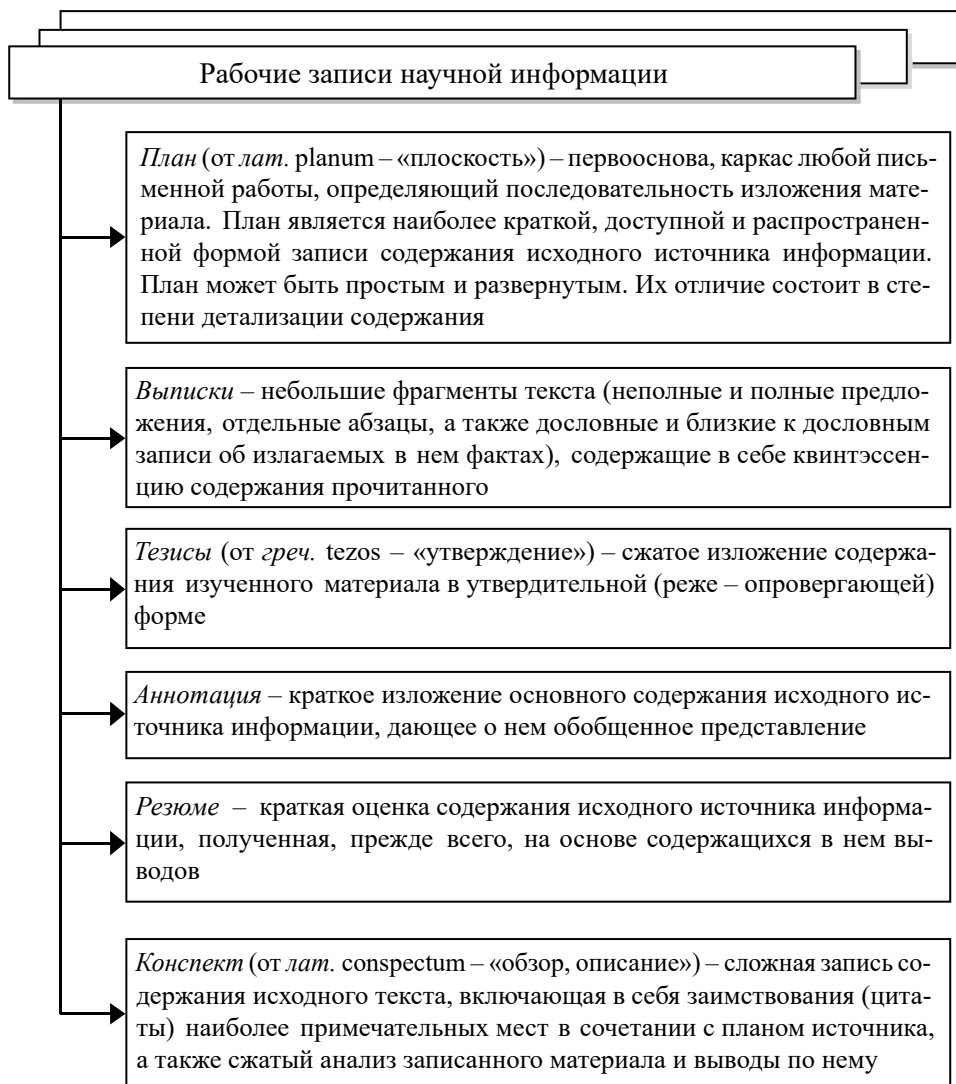 Рабочие записи научной информации
План (от лат. planum – «плоскость») – первооснова, каркас любой пись-
менной работы, определяющий последовательность изложения мате-
риала. План является наиболее краткой, доступной и распространен-
ной формой записи содержания исходного источника информации.
План может быть простым и развернутым. Их отличие состоит в сте-
пени детализации содержания
Выписки – небольшие фрагменты текста (неполные и полные предло-
жения, отдельные абзацы, а также дословные и близкие к дословным
записи об излагаемых в нем фактах), содержащие в себе квинтэссен-
цию содержания прочитанного
Тезисы (от греч. tezos – «утверждение») – сжатое изложение содержа-
ния изученного материала в утвердительной (реже – опровергающей)
форме
Аннотация – краткое изложение основного содержания исходного ис-
точника информации, дающее о нем обобщенное представление
Резюме – краткая оценка содержания исходного источника информа-
ции, полученная, прежде всего, на основе содержащихся в нем вы-
водов
Конспект (от лат. conspectum – «обзор, описание») – сложная запись со-
держания исходного текста, включающая в себя заимствования (цита-
ты) наиболее примечательных мест в сочетании с планом источника,
а также сжатый анализ записанного материала и выводы по нему